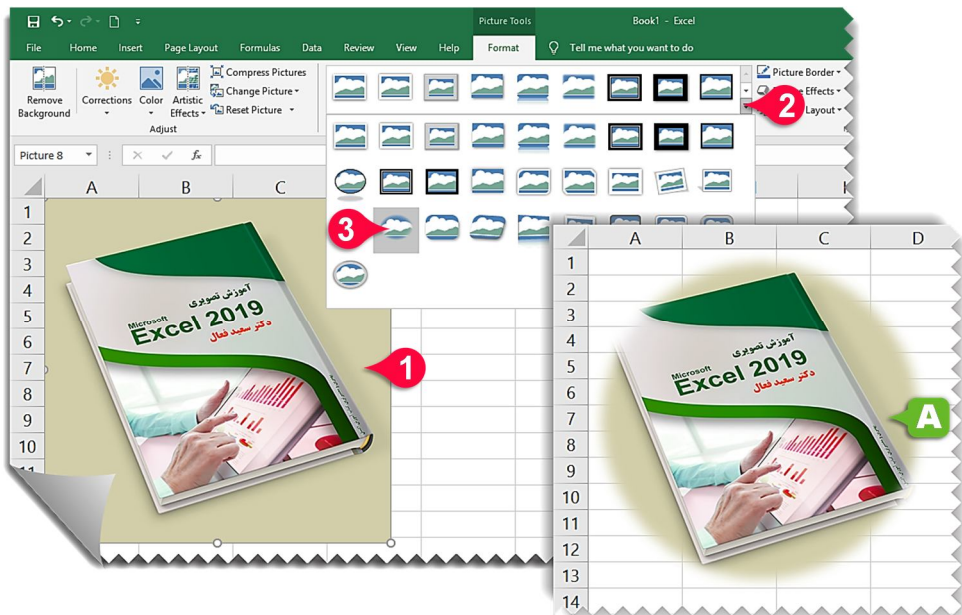 Picture Tools
Book1 - Excel
File Home Insert Page Layout Formulas Data Review View Help Format Tell me what you want to do
Remove Background
Corrections
Color
Artistic Effects
Compress Pictures
Change Picture
Reset Picture
Adjust
Picture Border
Effects
Layout
2
Picture 8
fx
A B C
1
2
3
4
5
6
7
8
9
10
11
3
1
آموزش تصویری
Microsoft
Excel 2019
دکتر سعید فعال
A B C D
1
2
3
4
5
6
7
8
9
10
11
12
13
14
آموزش تصویری
Microsoft
Excel 2019
دکتر سعید فعال
A